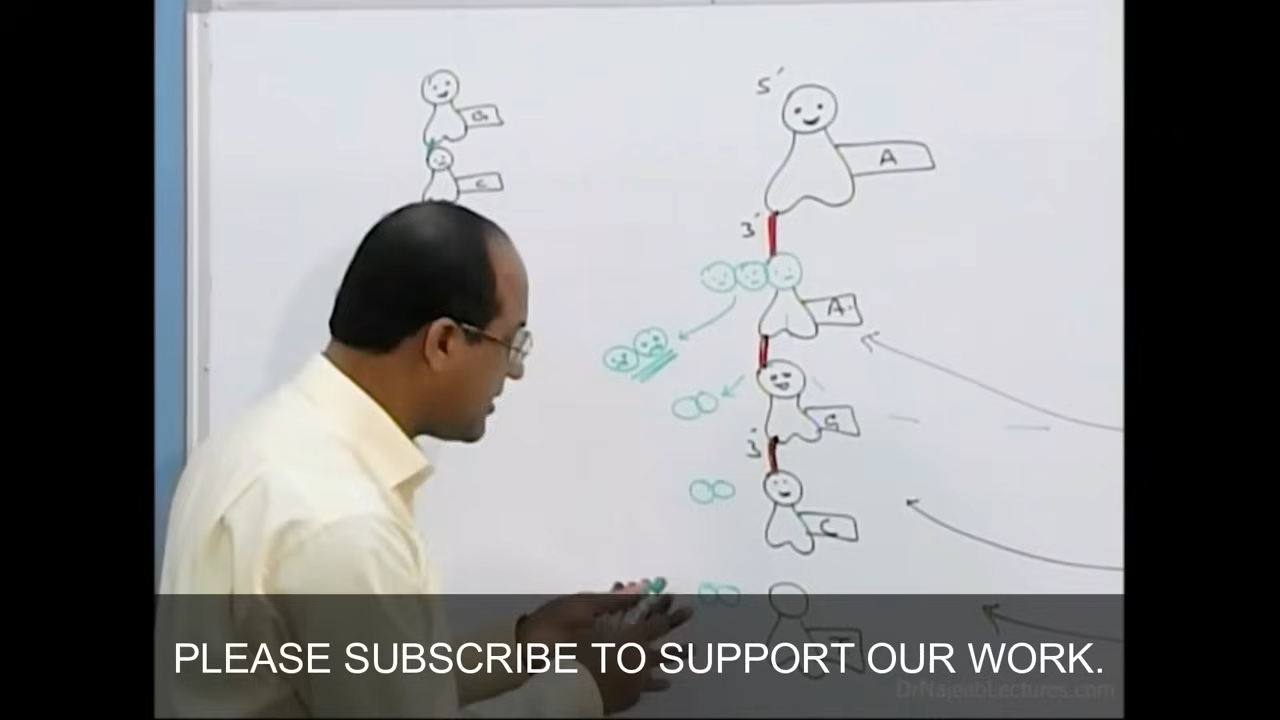 5´
G
A
C
3´
A
G
3´
C
T
PLEASE SUBSCRIBE TO SUPPORT OUR WORK.
DrNajeebLectures.com